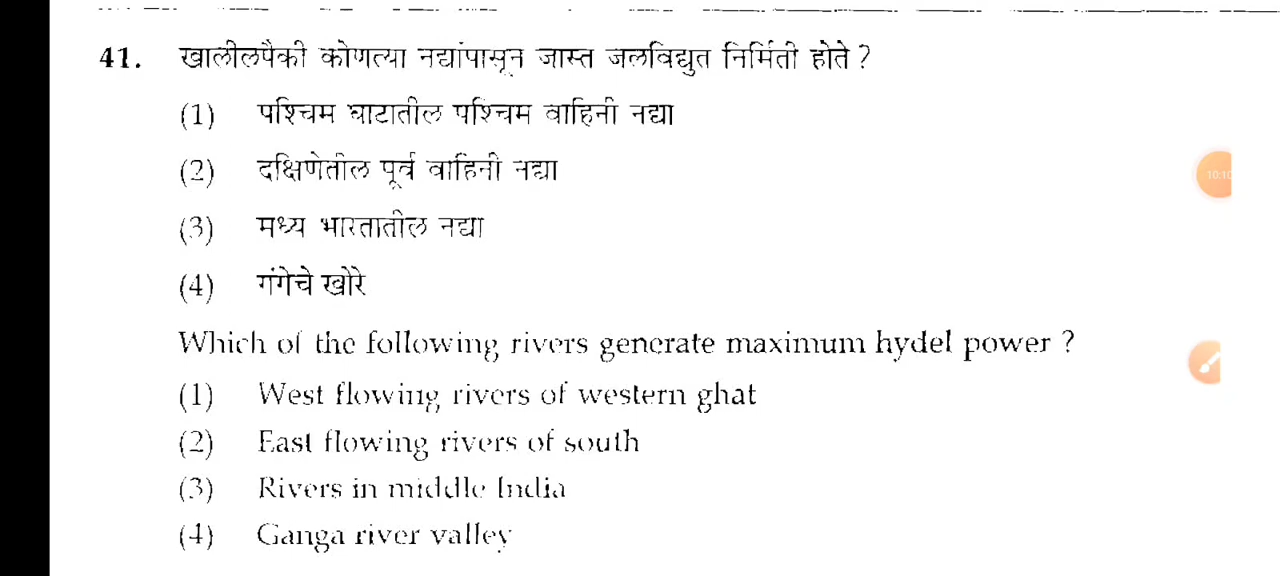 41. खालीलपैकी कोणत्या नद्यांपासून जास्त जलविद्युत निर्मिती होते ?
(1) पश्चिम घाटातील पश्चिम वाहिनी नद्या
(2) दक्षिणेतील पूर्व वाहिनी नद्या
10:10
(3) मध्य भारतातील नद्या
(4) गंगेचे खोरे
Which of the following rivers generate maximum hydel power ?
(1) West flowing rivers of western ghat
(2) East flowing rivers of south
(3) Rivers in middle India
(4) Ganga river valley